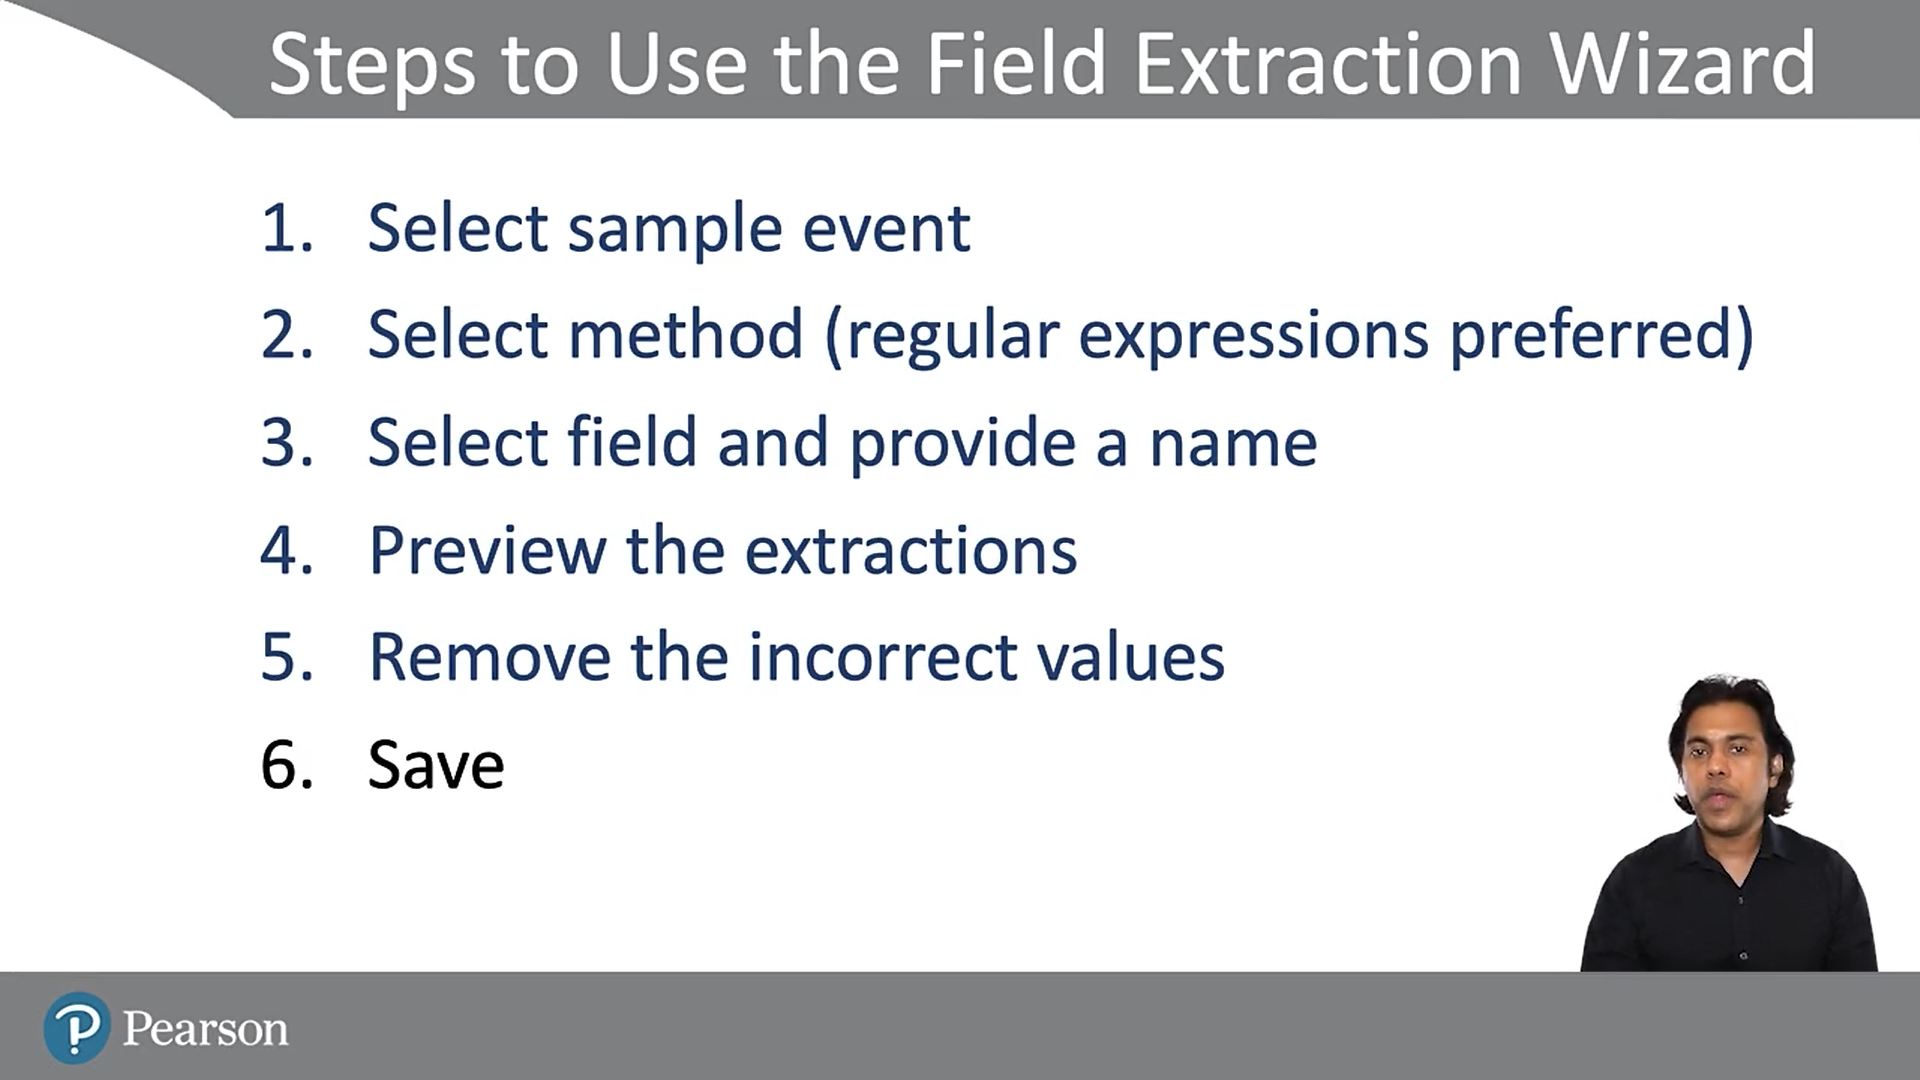 Steps to Use the Field Extraction Wizard
1. Select sample event
2. Select method (regular expressions preferred)
3. Select field and provide a name
4. Preview the extractions
5. Remove the incorrect values
6. Save
Pearson